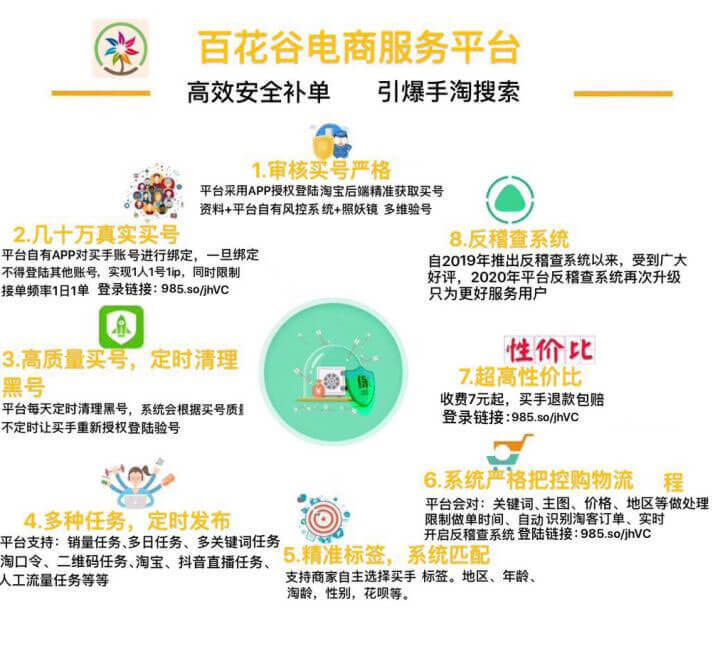 百花谷电商服务平台
高效安全补单 引爆手淘搜索
1.审核买号严格
平台采用APP授权登陆淘宝后端精准获取买号
资料+平台自有风控系统+照妖镜 多维验号
2.几十万真实买号
平台自有APP对买手账号进行绑定，一旦绑定
不得登陆其他账号，实现1人1号1ip，同时限制
接单频率1日1单 登录链接：985.so/jhVC
8.反稽查系统
自2019年推出反稽查系统以来，受到广大
好评，2020年平台反稽查系统再次升级
只为更好服务用户
3.高质量买号，定时清理
黑号
平台每天定时清理黑号，系统会根据买号质量
不定时让买手重新授权登陆验号
性价比
7.超高性价比
收费7元起，买手退款包赔
登录链接：985.so/jhVC
4.多种任务，定时发布
平台支持：销量任务、多日任务、多关键词任务
淘口令、二维码任务、淘宝、抖音直播任务、
人工流量任务等等
5.精准标签，系统匹配
支持商家自主选择买手 标签。地区、年龄、
淘龄，性别，花呗等。
6.系统严格把控购物流 程
平台会对：关键词、主图、价格、地区等做处理
限制做单时间、自动识别淘客订单、实时
开启反稽查系统 登陆链接：985.so/jhVC